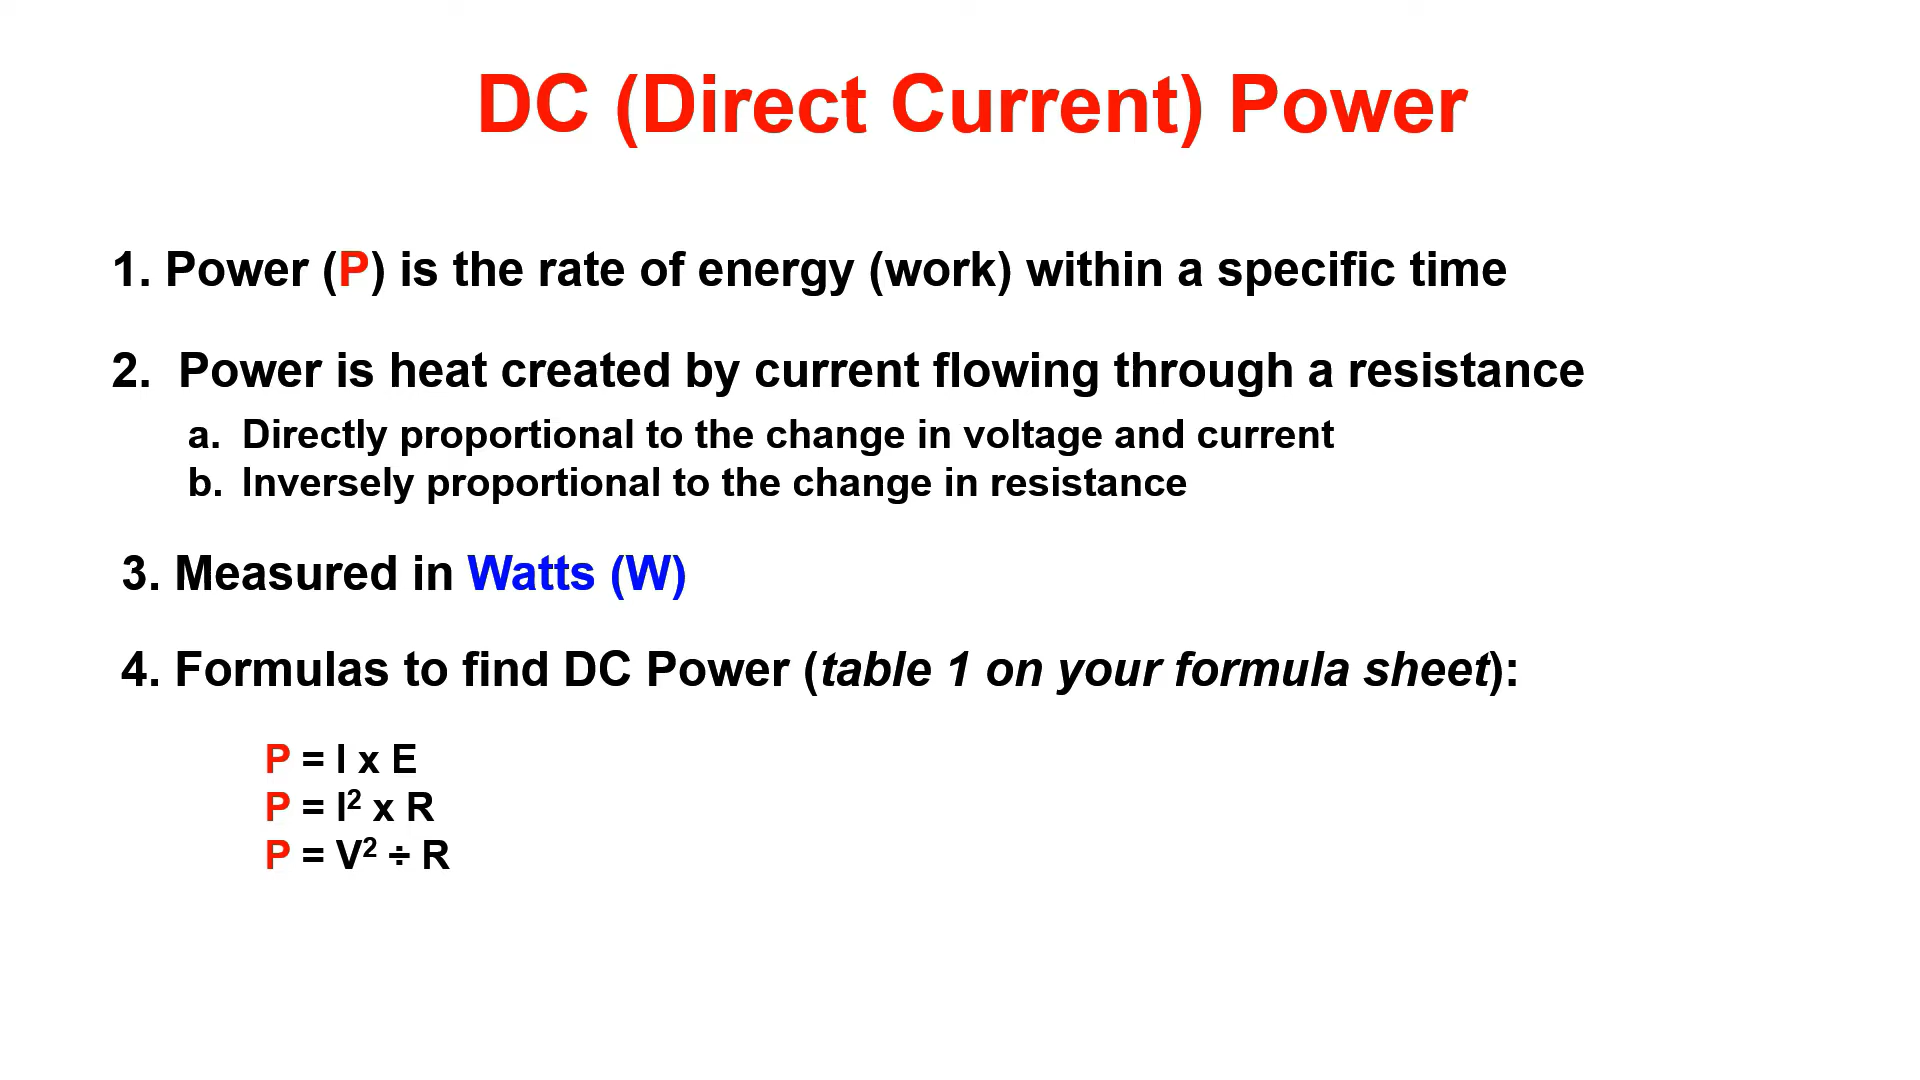 DC (Direct Current) Power
1. Power (P) is the rate of energy (work) within a specific time
2. Power is heat created by current flowing through a resistance
a. Directly proportional to the change in voltage and current
b. Inversely proportional to the change in resistance
3. Measured in Watts (W)
4. Formulas to find DC Power (table 1 on your formula sheet):
P = I x E
P = I² x R
P = V² ÷ R